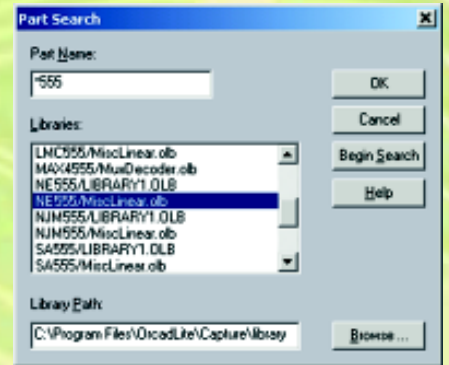 Part Search
Part Name:
*555
OK
Cancel
Libraries:
Begin Search
LMC555/MiscLinear.olb
MAX4555/MuxDecoder.olb
NE555/LIBRARY1.OLB
NE555/MiscLinear.olb
NJM555/LIBRARY1.OLB
NJM555/MiscLinear.olb
SA555/LIBRARY1.OLB
SA555/MiscLinear.olb
Help
Library Path:
C:\Program Files\OrcadLite\Capture\library
Browse ...